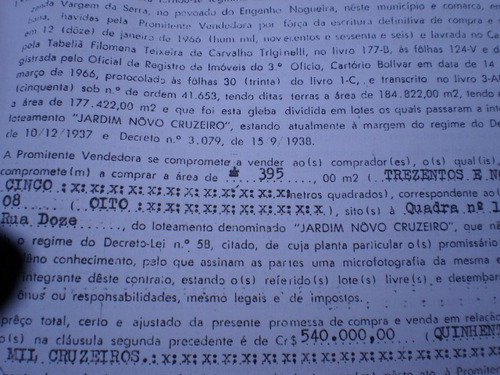 zenda Vargem da Serra, no povoado do Engenho Nogueira, nêste município e comarca,
havidas pela Promitente Vendedora por fôrça da escritura definitiva de compra e
em 12 (dôze) de janeiro de 1966 (hum mil, novecentos e sessenta e seis) e lavrada no
pela Tabeliã Filomena Teixeira de Carvalho Triginelli, no livro 177-B, às fôlhas 124-V e
gistrada pelo Oficial de Registro de Imóveis do 3.º Ofício, Cartório Bolivar em data de 14
março de 1966, protocolado às fôlhas 30 (trinta) do livro 1-C, e transcrito no livro 3-A
(cinquenta) sob n.º de ordem 41.653, tendo ditas terras a área de 184.822,00 m2, tendo
a área de 177.422,00 m2 e que foi esta gleba dividida em lotes os quais passaram a in
loteamento "JARDIM NÔVO CRUZEIRO", estando atualmente à margem do regime do De
de 10/12/1937 e Decreto n.º 3.079, de 15 9/1938.
A Promitente Vendedora se compromete a vender ao(s) comprador(es), o(s) qual(is)
compromete(m) a comprar a área de 395 ,00 m2 ( TREZENTOS E N
CINCO :x:x:x:x:x:x:x:x:x:x:x: metros quadrados), correspondente ao
08 ( OITO :x:x:x:x:x:x:x:x:x:x ), sito(s) à Quadra nº 1
Rua Doze, do loteamento denominado "JARDIM NÔVO CRUZEIRO", que nã
o regime do Decreto-Lei n.º 58, citado, de cuja planta particular o(s) promissário
conhecimento, pelo que assinam as partes uma microfotografia da mesma e
integrante dêste contrato, estando o(s) referido(s) lote(s) livre(s) e desembar
ônus ou responsabilidades, mesmo legais e de impostos.
prêço total, certo e ajustado da presente promessa de compra e venda em relação
o(s) na cláusula segunda precedente é de Cr$ 540.000,00 ( QUINHEN
MIL CRUZEIROS.:x:x:x:x:x:x:x:x:x:x:x:x:x:x:x